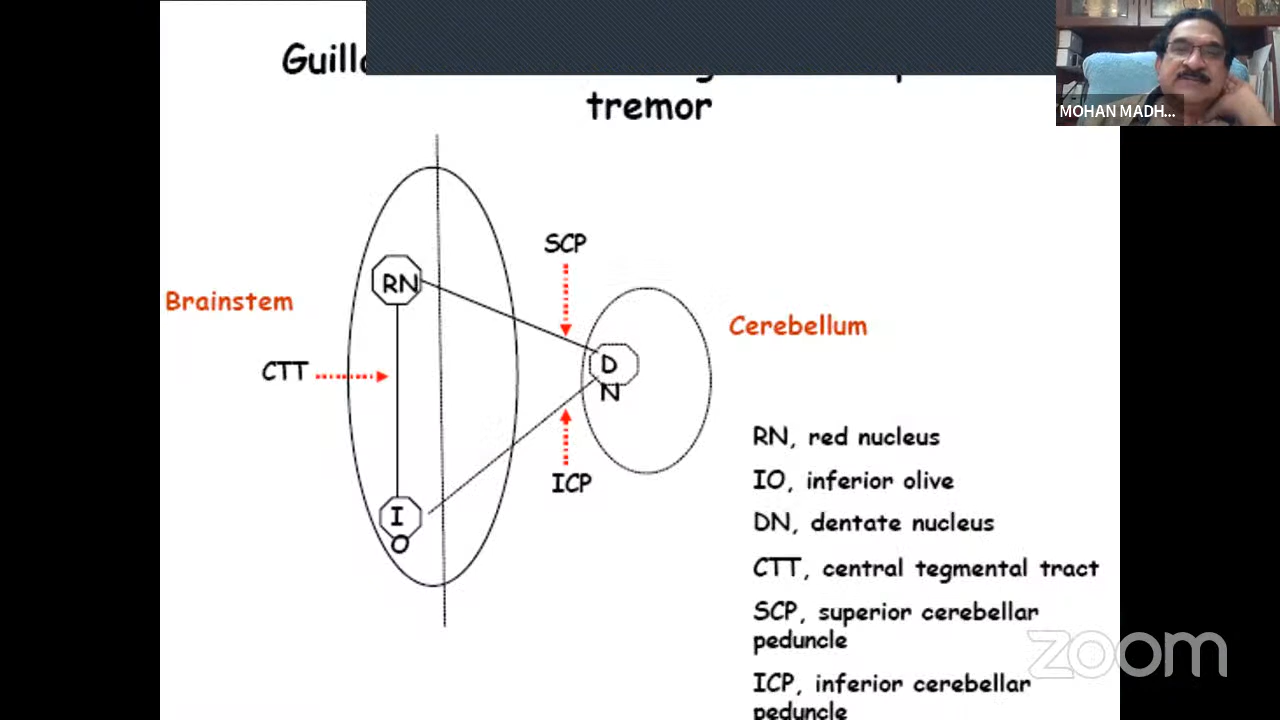 tremor
MOHAN MADH...
SCP
RN
Brainstem
Cerebellum
D
N
CTT
ICP
I
O
RN, red nucleus
IO, inferior olive
DN, dentate nucleus
CTT, central tegmental tract
SCP, superior cerebellar
peduncle
ICP, inferior cerebellar
peduncle
zoom